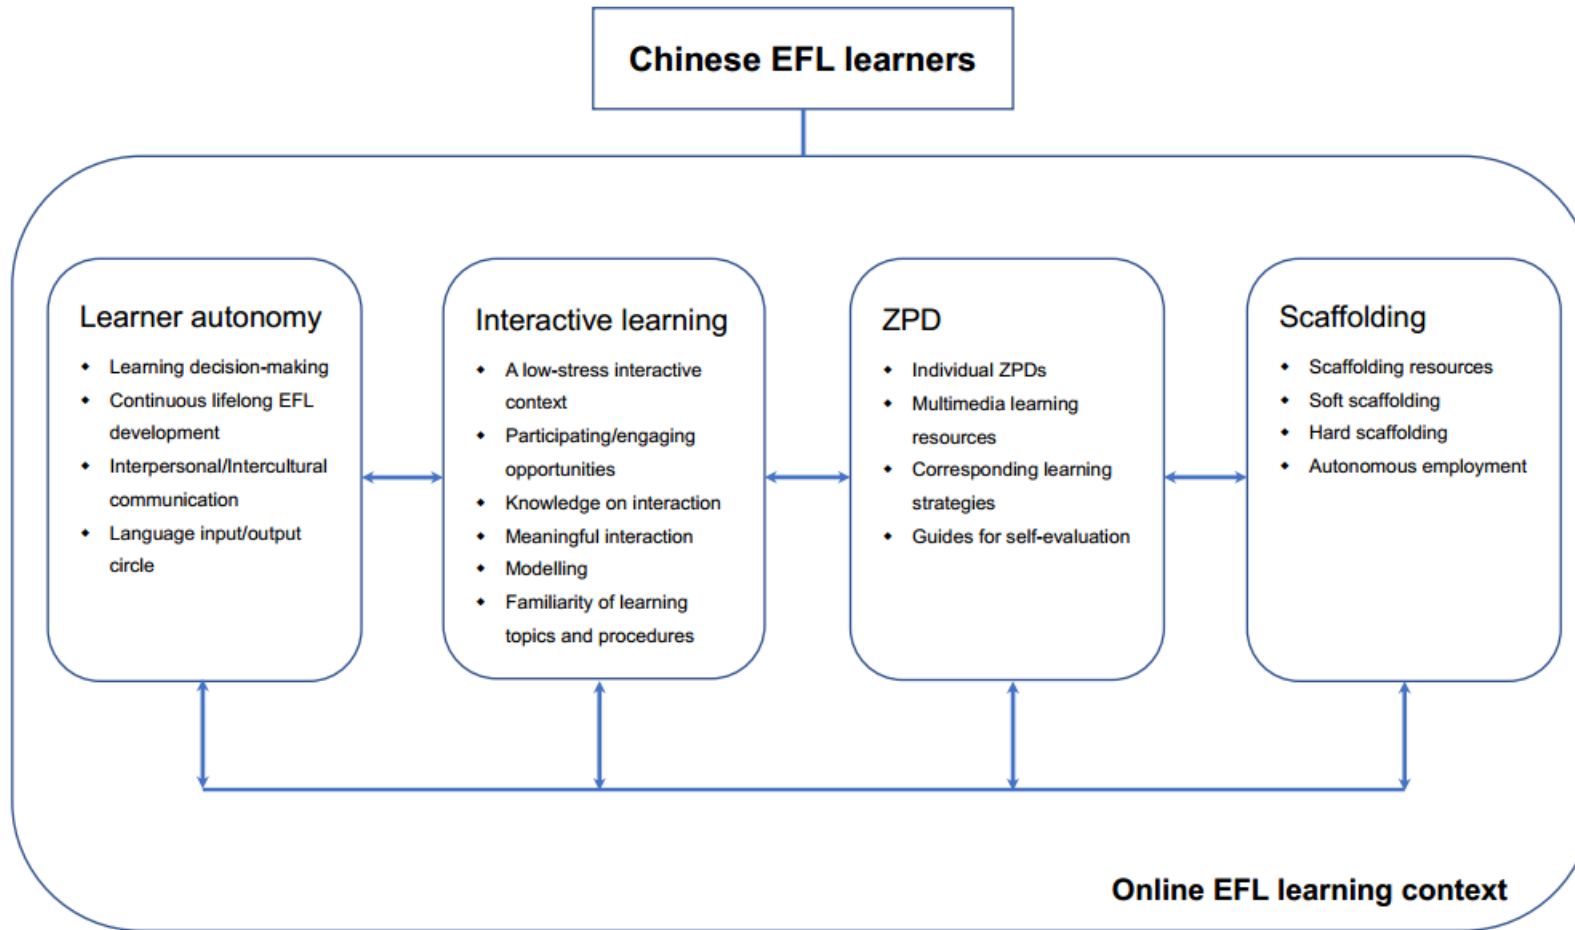 Chinese EFL learners
Learner autonomy
Learning decision-making
Continuous lifelong EFL
development
Interpersonal/Intercultural
communication
Language input/output
circle
Interactive learning
A low-stress interactive
context
Participating/engaging
opportunities
Knowledge on interaction
Meaningful interaction
Modelling
Familiarity of learning
topics and procedures
ZPD
Individual ZPDs
Multimedia learning
resources
Corresponding learning
strategies
Guides for self-evaluation
Scaffolding
Scaffolding resources
Soft scaffolding
Hard scaffolding
Autonomous employment
Online EFL learning context